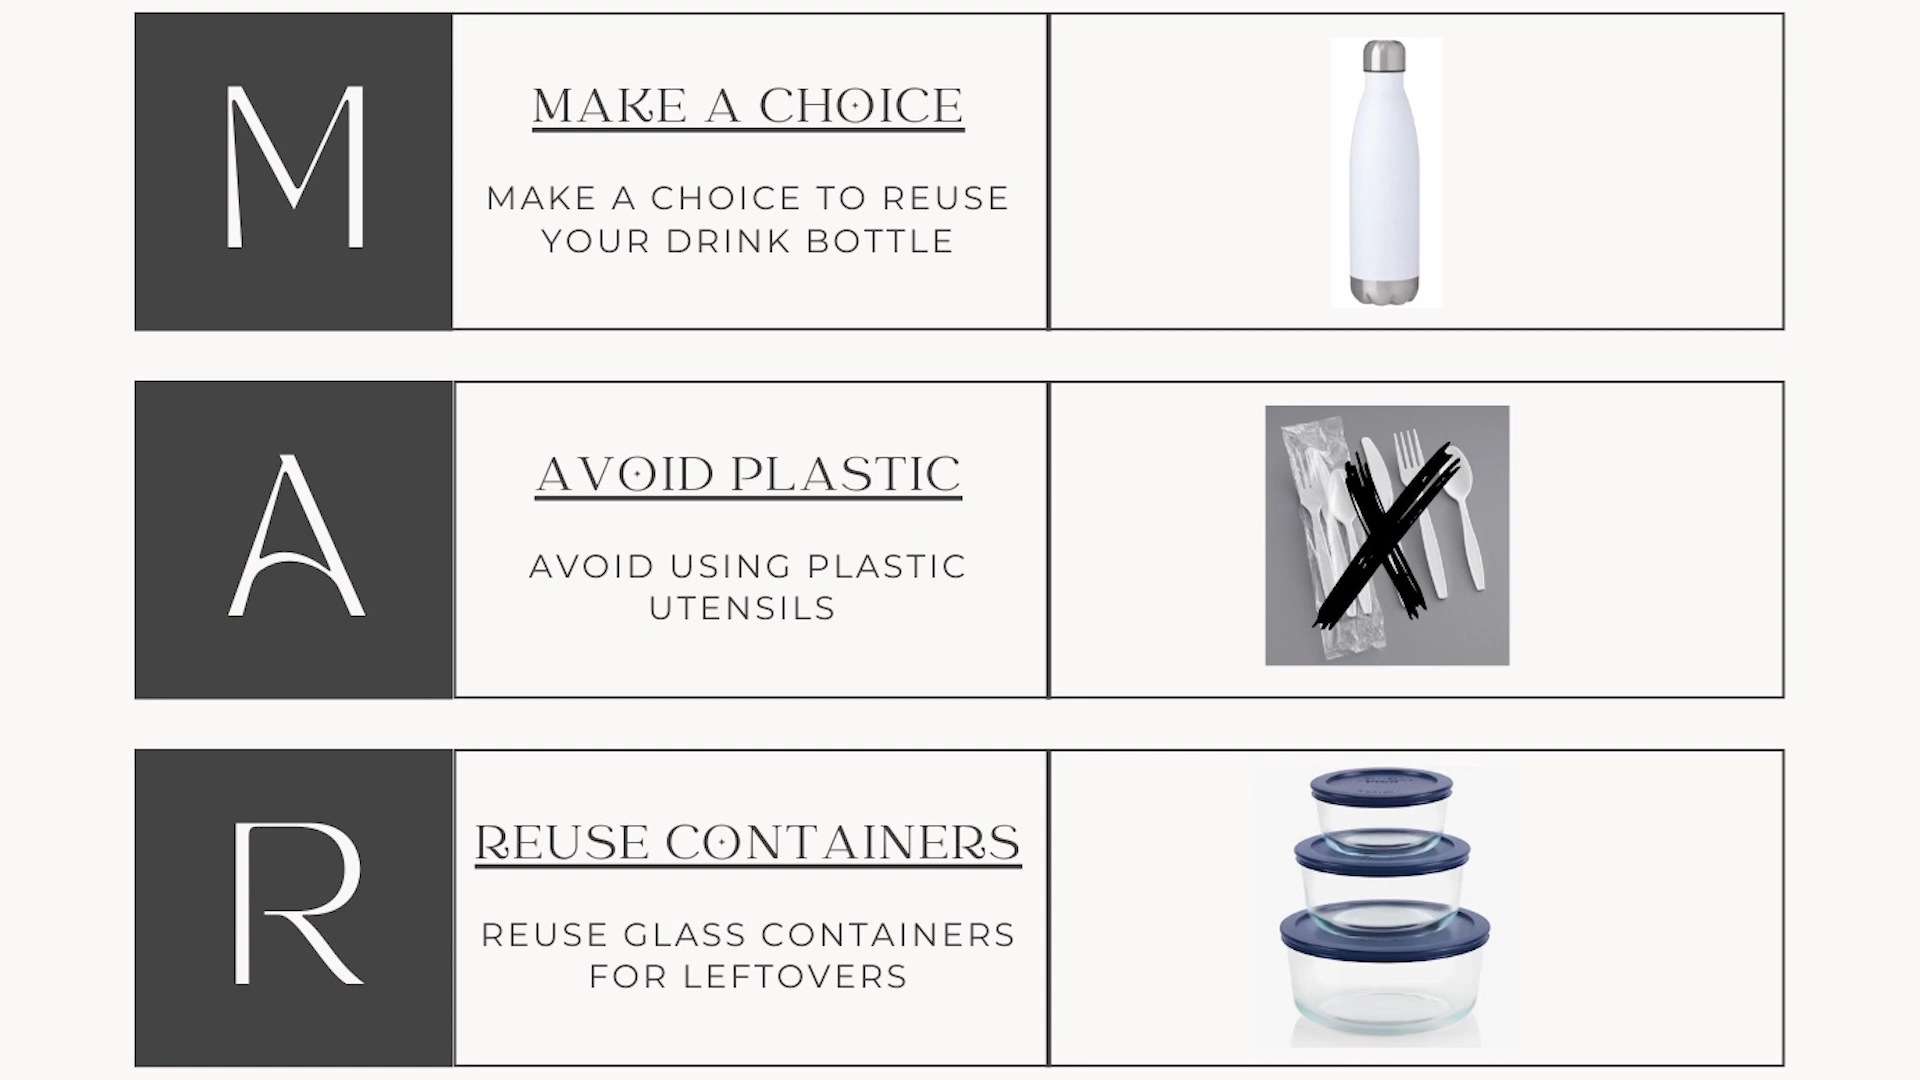 M
MAKE A CHOICE
MAKE A CHOICE TO REUSE
YOUR DRINK BOTTLE
A
AVOID PLASTIC
AVOID USING PLASTIC
UTENSILS
R
REUSE CONTAINERS
REUSE GLASS CONTAINERS
FOR LEFTOVERS